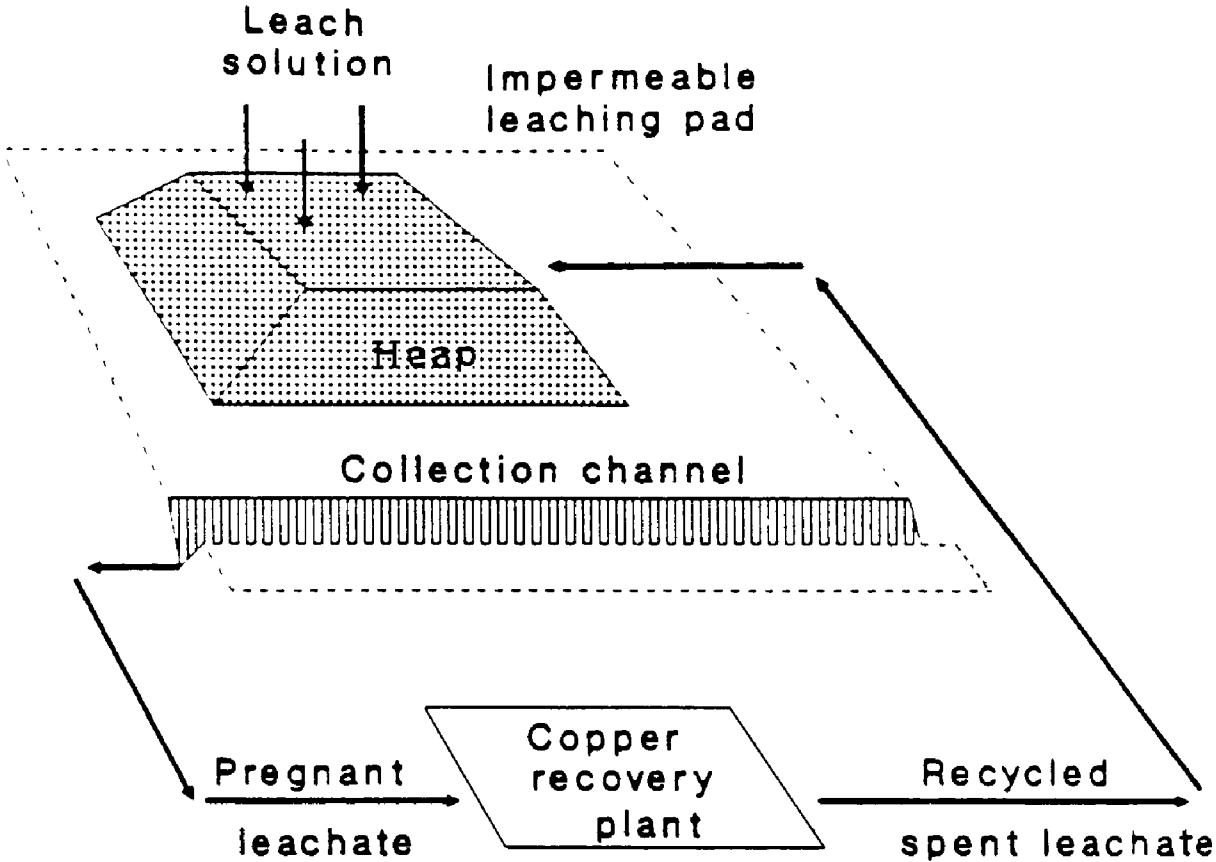 Leach
solution
Impermeable
leaching pad
Heap
Collection channel
Pregnant
leachate
Copper
recovery
plant
Recycled
spent leachate